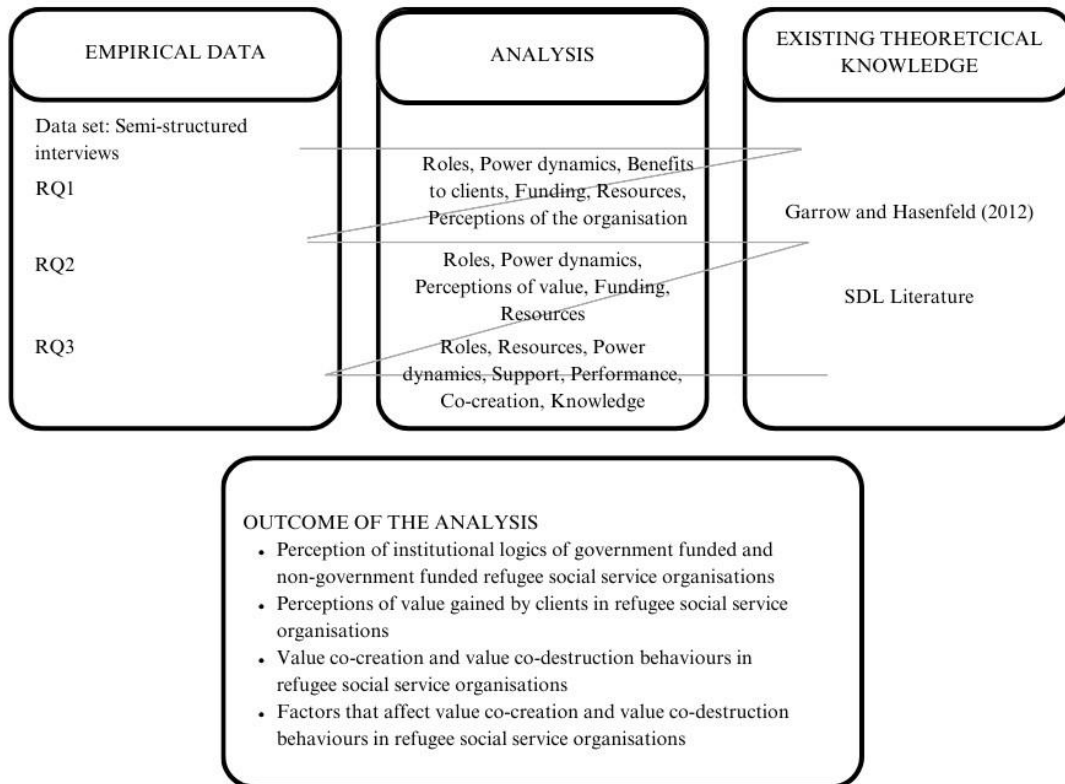 EMPIRICAL DATA
Data set: Semi-structured
interviews
RQ1
RQ2
RQ3
ANALYSIS
Roles, Power dynamics, Benefits
to clients, Funding, Resources,
Perceptions of the organisation
Roles, Power dynamics,
Perceptions of value, Funding,
Resources
Roles, Resources, Power
dynamics, Support, Performance,
Co-creation, Knowledge
EXISTING THEORETCICAL
KNOWLEDGE
Garrow and Hasenfeld (2012)
SDL Literature
OUTCOME OF THE ANALYSIS
• Perception of institutional logics of government funded and
non-government funded refugee social service organisations
• Perceptions of value gained by clients in refugee social service
organisations
• Value co-creation and value co-destruction behaviours in
refugee social service organisations
• Factors that affect value co-creation and value co-destruction
behaviours in refugee social service organisations